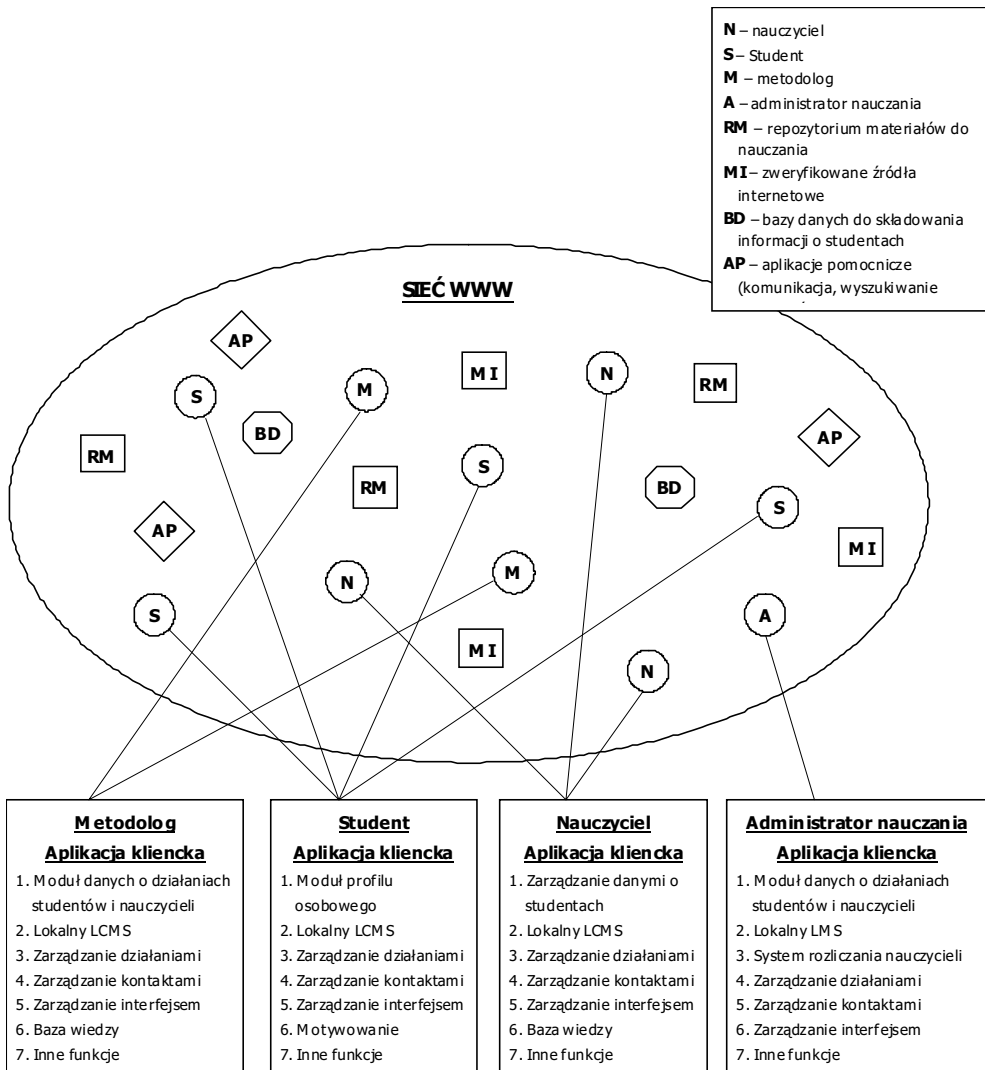 N – nauczyciel
S – Student
M – metodolog
A – administrator nauczania
RM – repozytorium materiałów do
nauczania
MI – zweryfikowane źródła
internetowe
BD – bazy danych do składowania
informacji o studentach
AP – aplikacje pomocnicze
(komunikacja, wyszukiwanie
SIEĆ WWW
AP
MI
N
S
M
RM
BD
AP
RM
S
RM
BD
S
AP
MI
N
M
S
A
MI
N
Metodolog
Aplikacja kliencka
1. Moduł danych o działaniach
studentów i nauczycieli
2. Lokalny LCMS
3. Zarządzanie działaniami
4. Zarządzanie kontaktami
5. Zarządzanie interfejsem
6. Baza wiedzy
7. Inne funkcje
Student
Aplikacja kliencka
1. Moduł profilu
osobowego
2. Lokalny LCMS
3. Zarządzanie działaniami
4. Zarządzanie kontaktami
5. Zarządzanie interfejsem
6. Motywowanie
7. Inne funkcje
Nauczyciel
Aplikacja kliencka
1. Zarządzanie danymi o
studentach
2. Lokalny LCMS
3. Zarządzanie działaniami
4. Zarządzanie kontaktami
5. Zarządzanie interfejsem
6. Baza wiedzy
7. Inne funkcje
Administrator nauczania
Aplikacja kliencka
1. Moduł danych o działaniach
studentów i nauczycieli
2. Lokalny LMS
3. System rozliczania nauczycieli
4. Zarządzanie działaniami
5. Zarządzanie kontaktami
6. Zarządzanie interfejsem
7. Inne funkcje